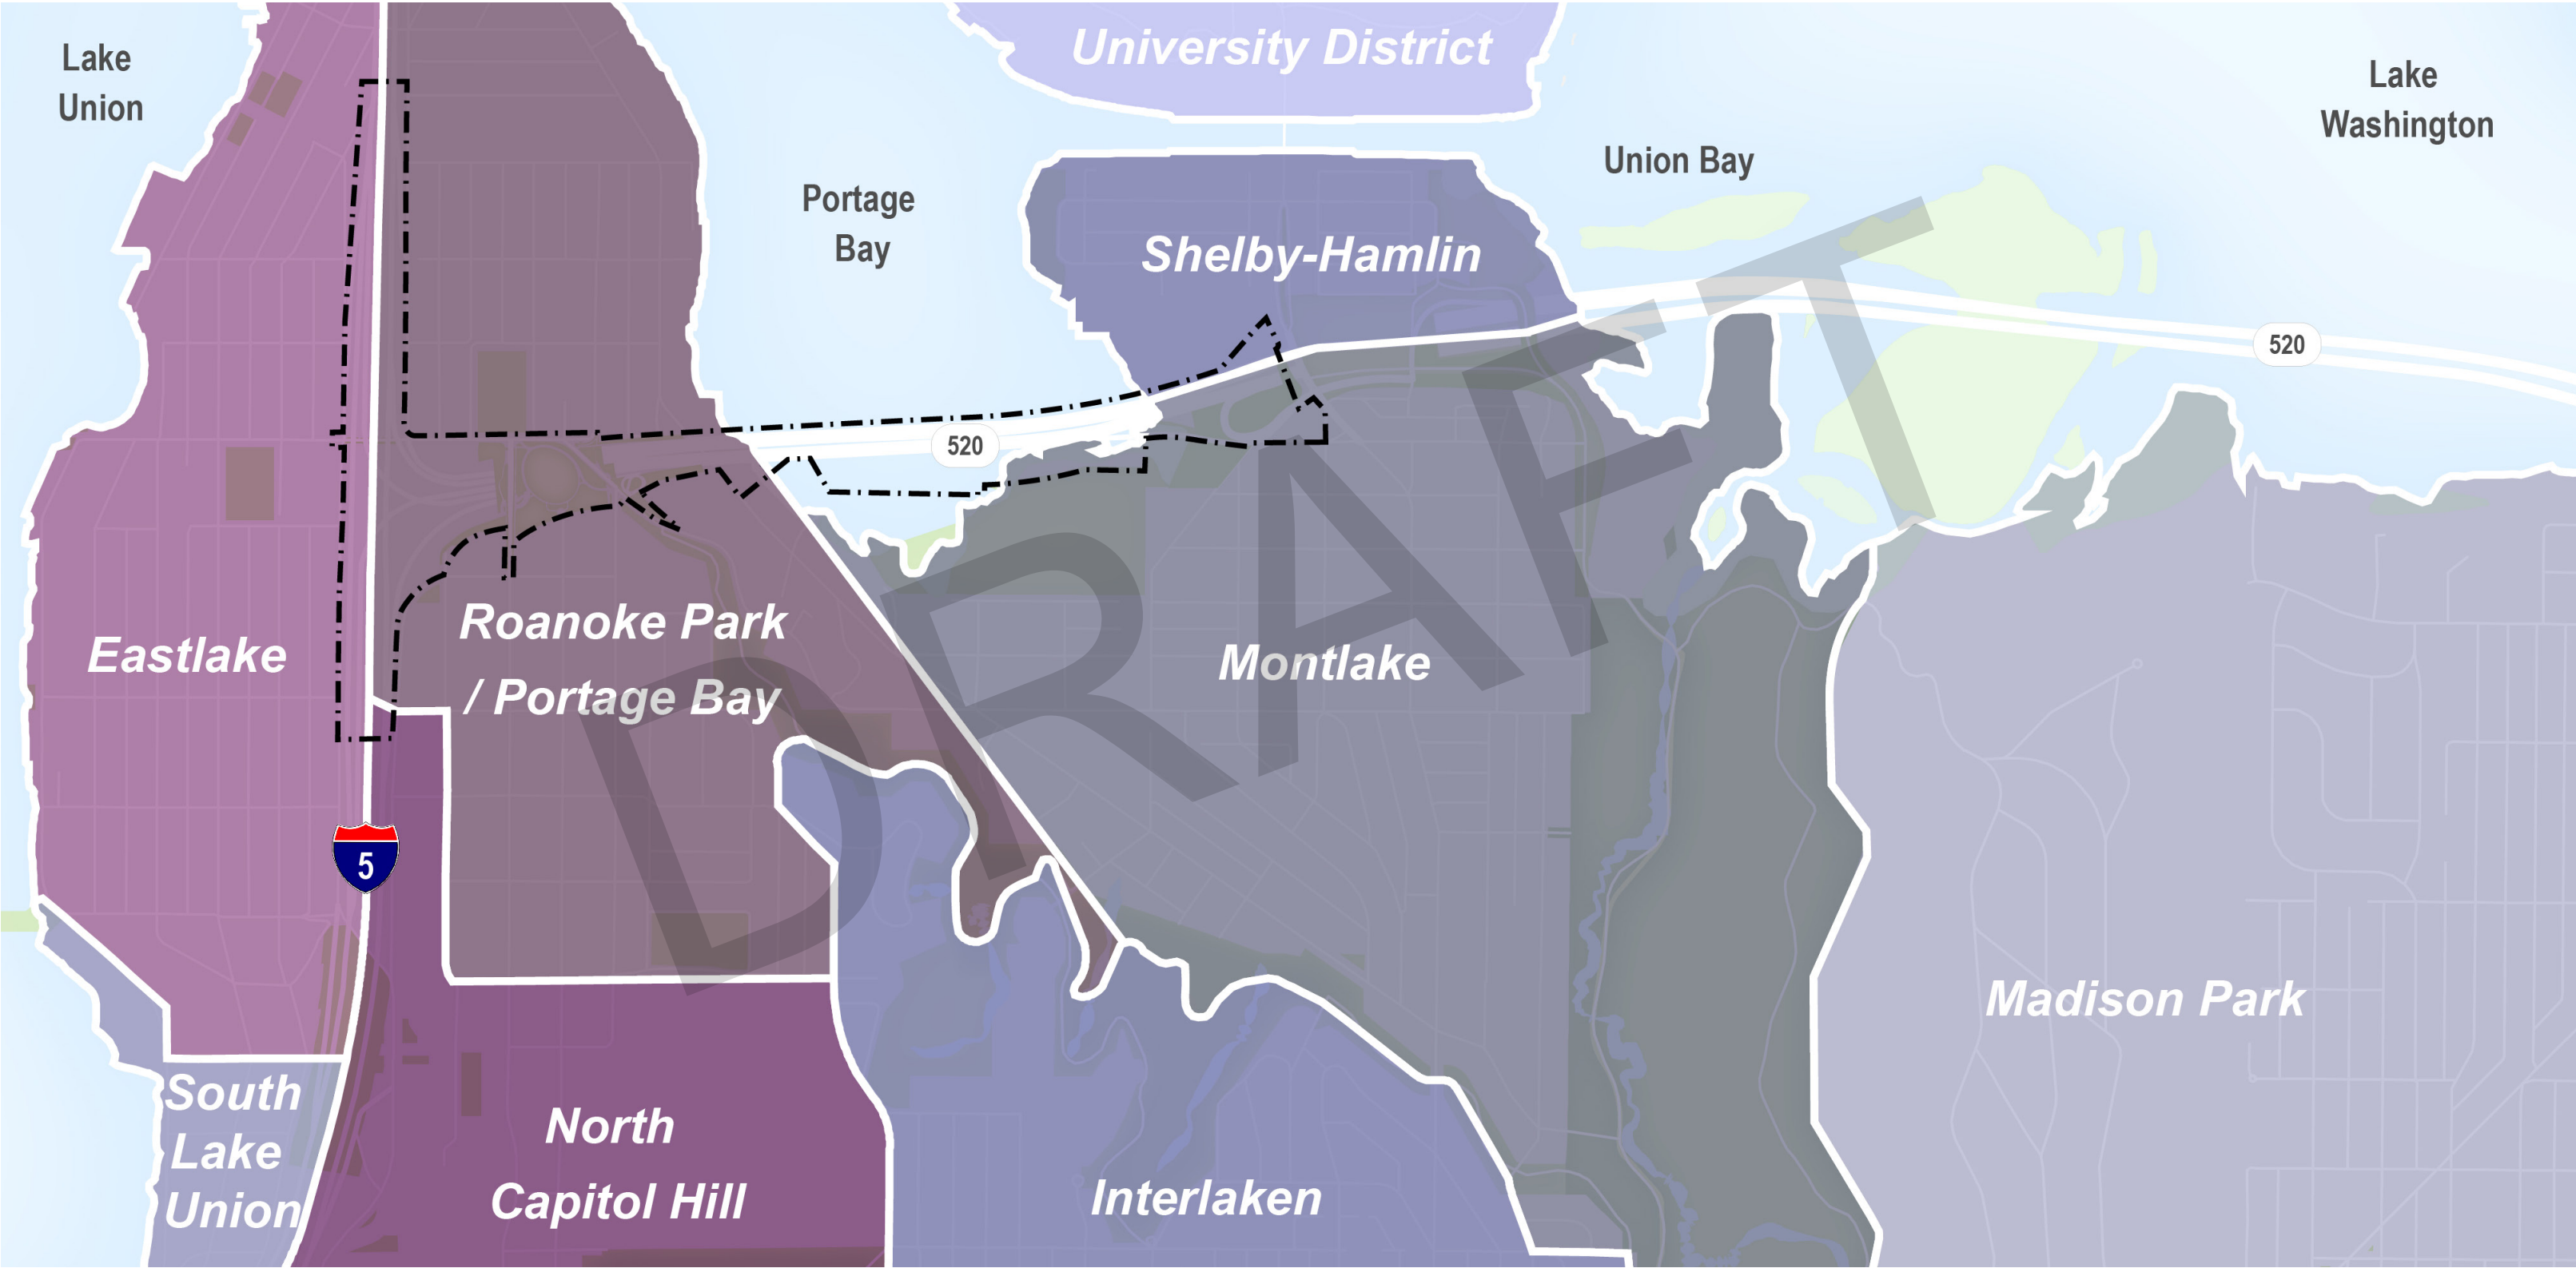 University District
Lake
Union
Lake
Washington
Union Bay
Portage
Bay
Shelby-Hamlin
520
520
Roanoke Park
/ Portage Bay
Eastlake
Montlake
DRAFT
5
Madison Park
South
Lake
Union
North
Capitol Hill
Interlaken